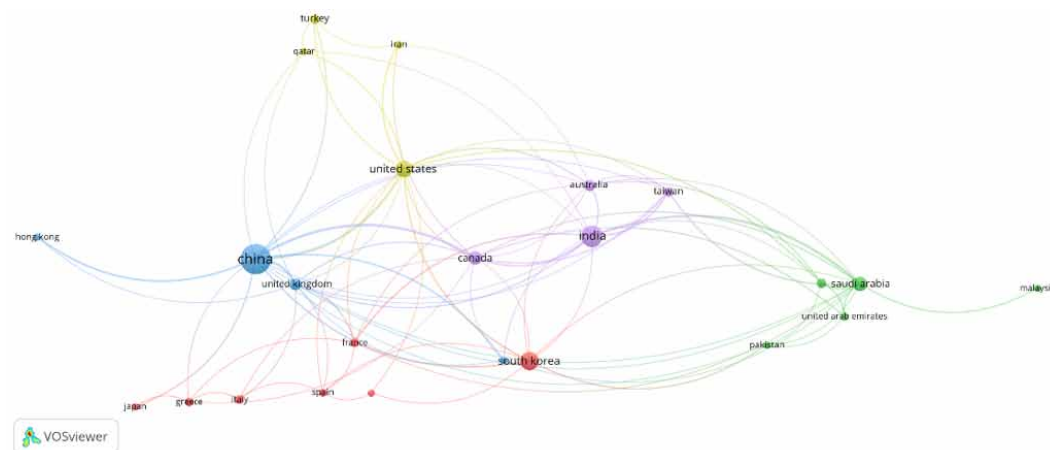 turkey
iran
qatar
united states
australia
taiwan
hong kong
india
china
canada
united kingdom
saudi arabia
malaysi
united arab emirates
france
pakistan
south korea
spain
italy
greece
japan
VOSviewer